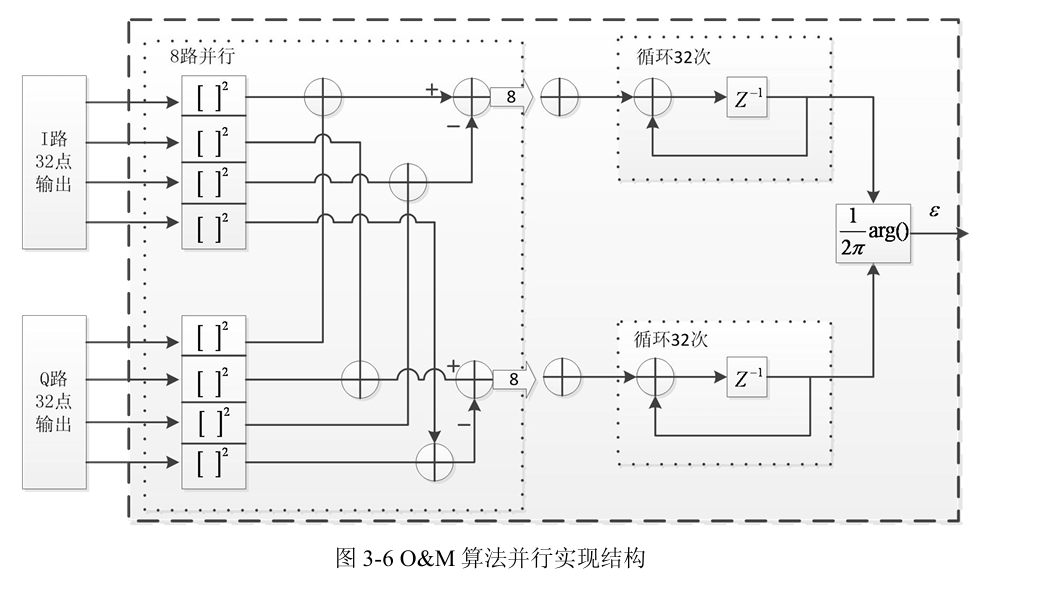 8路并行
循环32次
I路
32点
输出
[ ]²
[ ]²
[ ]²
[ ]²
+
−
8
Z⁻¹
1/2π arg()
ε
循环32次
Q路
32点
输出
[ ]²
[ ]²
[ ]²
[ ]²
+
−
8
Z⁻¹
图 3-6 O&M 算法并行实现结构